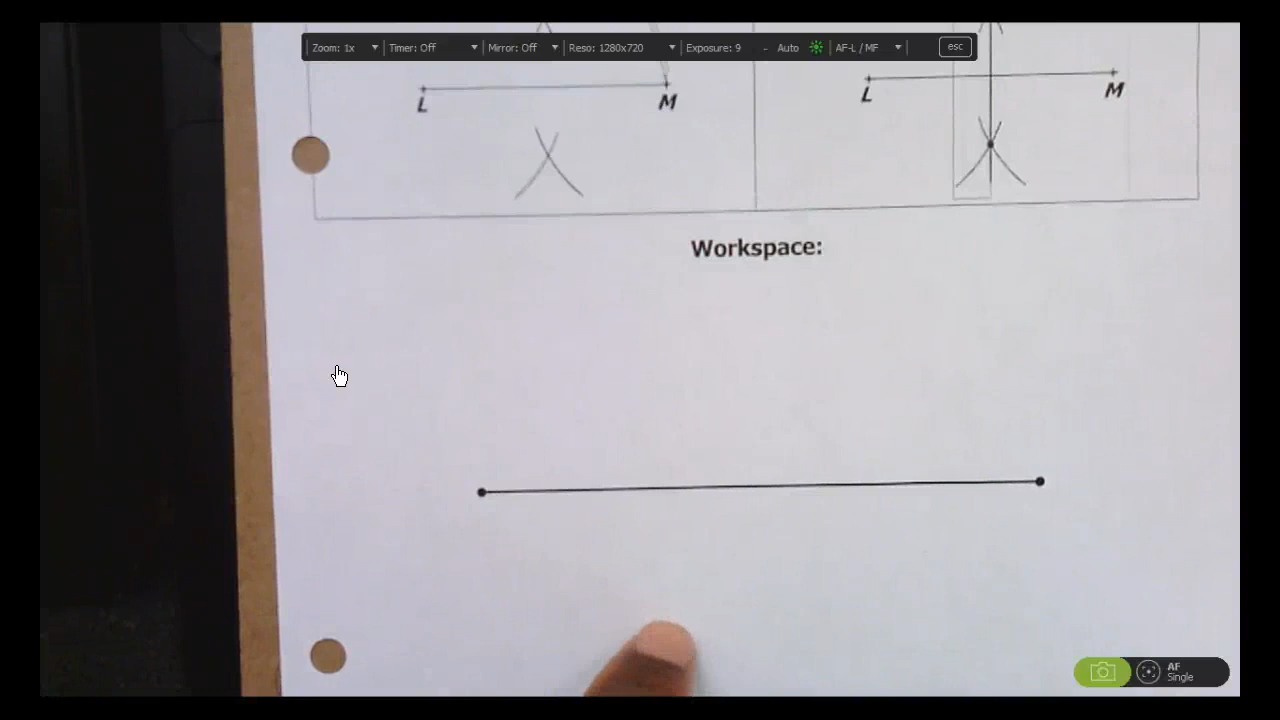 Zoom: 1x Timer: Off Mirror: Off Reso: 1280x720 Exposure: 9 - Auto AF-L / MF esc
L M L M
Workspace:
AF
Single